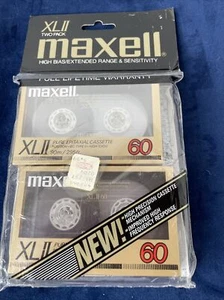 XLII
TWO PACK
maxell
HIGH BIAS/EXTENDED RANGE & SENSITIVITY
FULL LIFETIME WARRANTY
XLII
60
maxell
NEW!
• HIGH PRECISION CASSETTE
MECHANISM
• IMPROVED HIGH
FREQUENCY RESPONSE
XLII
60